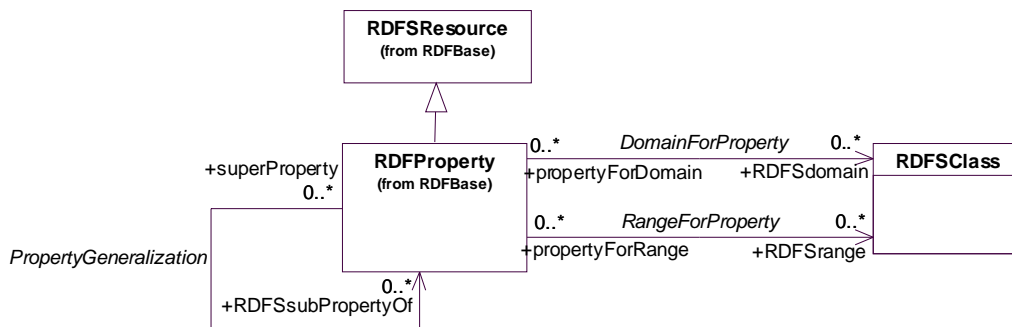 RDFSResource
(from RDFBase)
0..* DomainForProperty 0..*
RDFProperty
(from RDFBase)
RDFSClass
+superProperty
0..*
+propertyForDomain +RDFSdomain
0..* RangeForProperty 0..*
+propertyForRange +RDFSrange
PropertyGeneralization
0..*
+RDFSsubPropertyOf